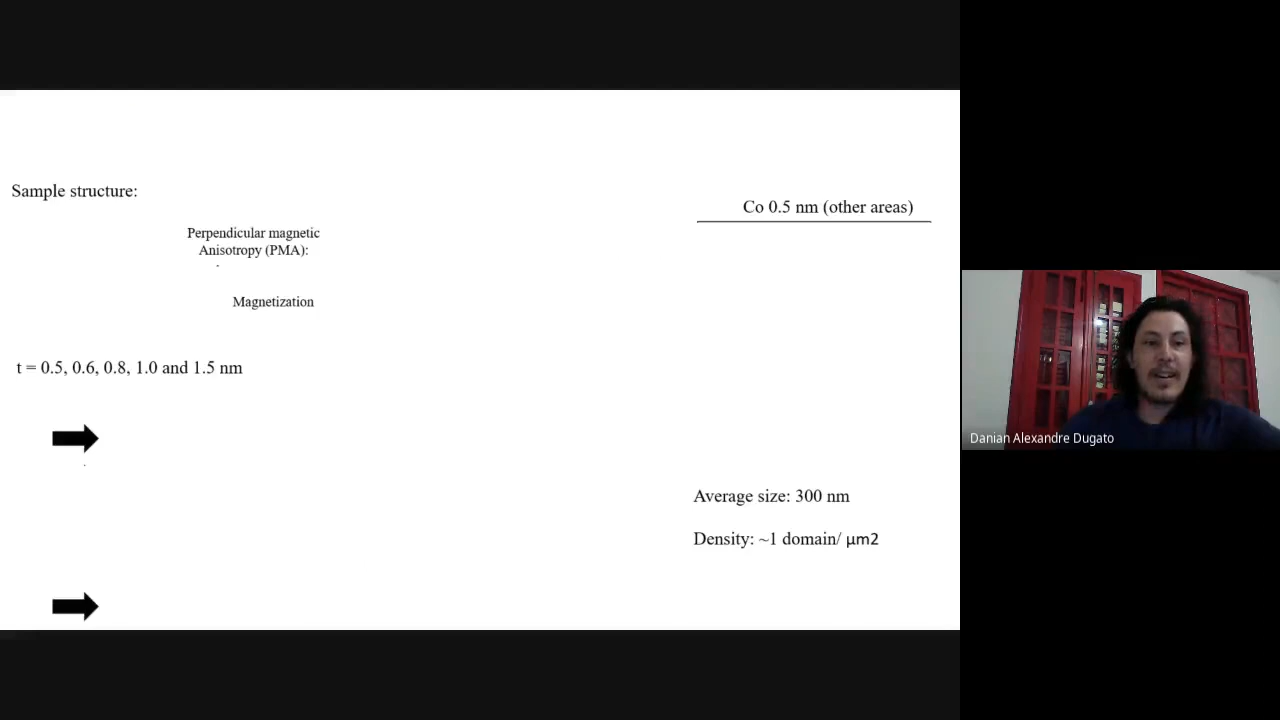 Sample structure:
Perpendicular magnetic
Anisotropy (PMA):
Magnetization
t = 0.5, 0.6, 0.8, 1.0 and 1.5 nm
Co 0.5 nm (other areas)
Average size: 300 nm
Density: ~1 domain/ μm2
Danian Alexandre Dugato